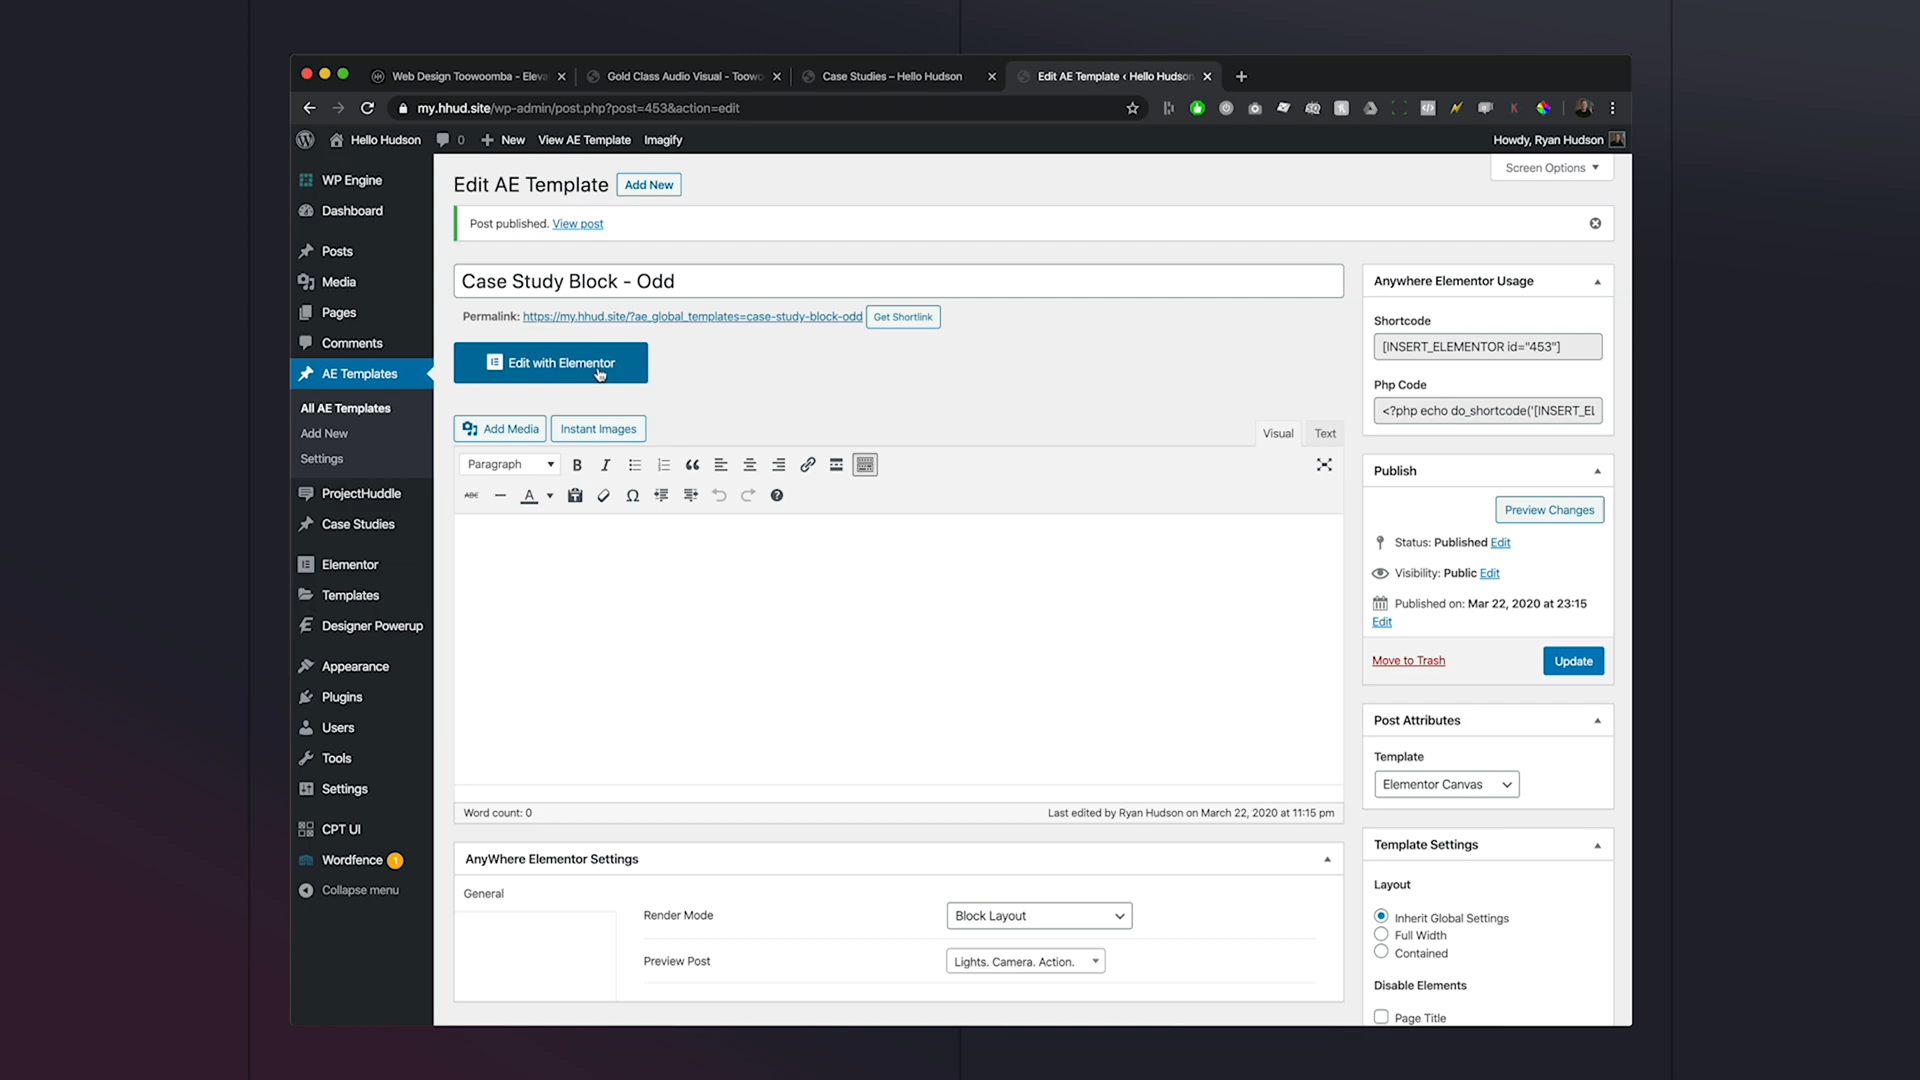 Web Design Toowoomba - Eleva
Gold Class Audio Visual - Toowo
Case Studies – Hello Hudson
Edit AE Template ‹ Hello Hudson
my.hhud.site/wp-admin/post.php?post=453&action=edit
Hello Hudson
0
New
View AE Template
Imagify
Howdy, Ryan Hudson
WP Engine
Dashboard
Posts
Media
Pages
Comments
AE Templates
All AE Templates
Add New
Settings
ProjectHuddle
Case Studies
Elementor
Templates
Designer Powerup
Appearance
Plugins
Users
Tools
Settings
CPT UI
Wordfence 1
Collapse menu
Screen Options
Edit AE Template
Add New
Post published. View post
Case Study Block - Odd
Permalink: https://my.hhud.site/?ae_global_templates=case-study-block-odd
Get Shortlink
Edit with Elementor
Add Media
Instant Images
Visual
Text
Paragraph
B
I
ABC
A
Ω
Word count: 0
Last edited by Ryan Hudson on March 22, 2020 at 11:15 pm
AnyWhere Elementor Settings
General
Render Mode
Block Layout
Preview Post
Lights. Camera. Action.
Anywhere Elementor Usage
Shortcode
[INSERT_ELEMENTOR id="453"]
Php Code
<?php echo do_shortcode('[INSERT_EL
Publish
Preview Changes
Status: Published Edit
Visibility: Public Edit
Published on: Mar 22, 2020 at 23:15
Edit
Move to Trash
Update
Post Attributes
Template
Elementor Canvas
Template Settings
Layout
Inherit Global Settings
Full Width
Contained
Disable Elements
Page Title